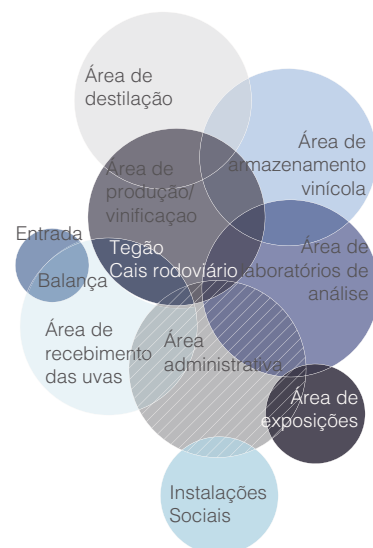 Área de
destilação
Área de
armazenamento
vinícola
Área de
produção/
vinificaçao
Entrada
Tegão
Cais rodoviário
Área de
laboratórios de
análise
Balança
Área de
recebimento
das uvas
Área
administrativa
Área de
exposições
Instalações
Sociais